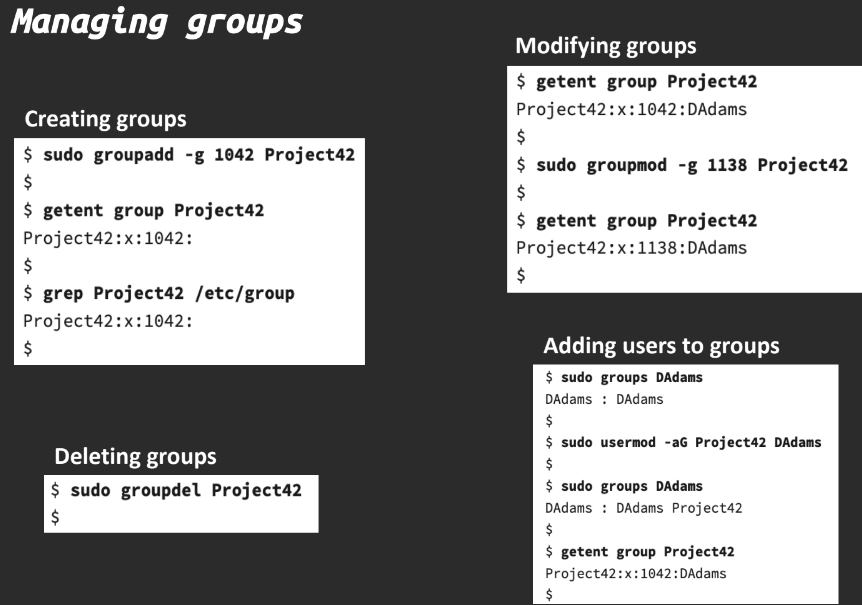 Managing groups
Creating groups
$ sudo groupadd -g 1042 Project42
$
$ getent group Project42
Project42:x:1042:
$
$ grep Project42 /etc/group
Project42:x:1042:
$
Deleting groups
$ sudo groupdel Project42
$
Modifying groups
$ getent group Project42
Project42:x:1042:DAdams
$
$ sudo groupmod -g 1138 Project42
$
$ getent group Project42
Project42:x:1138:DAdams
$
Adding users to groups
$ sudo groups DAdams
DAdams : DAdams
$
$ sudo usermod -aG Project42 DAdams
$
$ sudo groups DAdams
DAdams : DAdams Project42
$
$ getent group Project42
Project42:x:1042:DAdams
$